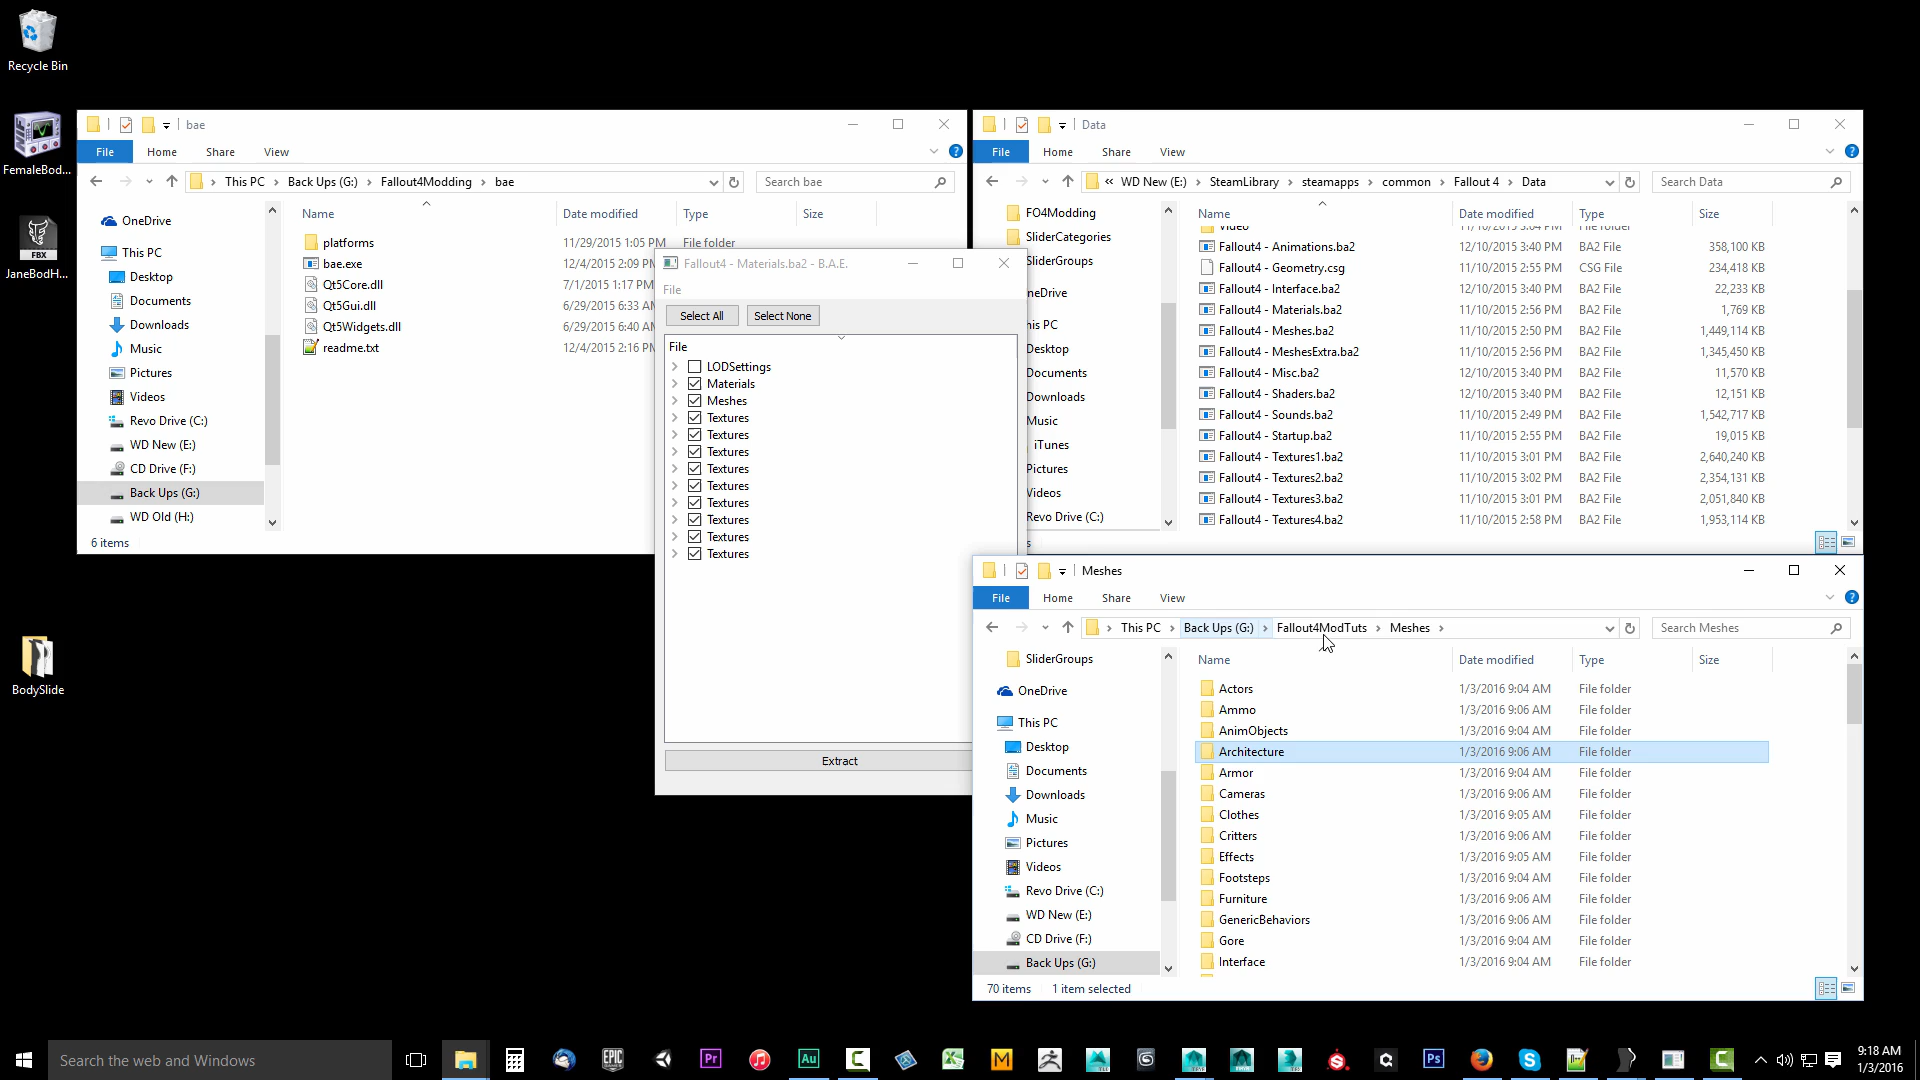 Recycle Bin
FemaleBod...
FBX
JaneBodH...
BodySlide
bae
File Home Share View
This PC Back Ups (G:) Fallout4Modding bae
Search bae
OneDrive
This PC
Desktop
Documents
Downloads
Music
Pictures
Videos
Revo Drive (C:)
WD New (E:)
CD Drive (F:)
Back Ups (G:)
WD Old (H:)
Name Date modified Type Size
platforms 11/29/2015 1:05 PM File folder
bae.exe 12/4/2015 2:09 PM
Qt5Core.dll 7/1/2015 1:17 PM
Qt5Gui.dll 6/29/2015 6:33 AM
Qt5Widgets.dll 6/29/2015 6:40 AM
readme.txt 12/4/2015 2:16 PM
6 items
Fallout4 - Materials.ba2 - B.A.E.
File
Select All Select None
File
LODSettings
Materials
Meshes
Textures
Textures
Textures
Textures
Textures
Textures
Textures
Textures
Textures
Extract
Data
File Home Share View
« WD New (E:) SteamLibrary steamapps common Fallout 4 Data
Search Data
FO4Modding
SliderCategories
SliderGroups
neDrive
his PC
Desktop
Documents
Downloads
Music
iTunes
Pictures
Videos
Revo Drive (C:)
s
Name Date modified Type Size
Video 11/10/2015 3:04 PM File folder
Fallout4 - Animations.ba2 12/10/2015 3:40 PM BA2 File 358,100 KB
Fallout4 - Geometry.csg 11/10/2015 2:55 PM CSG File 234,418 KB
Fallout4 - Interface.ba2 12/10/2015 3:40 PM BA2 File 22,233 KB
Fallout4 - Materials.ba2 11/10/2015 2:56 PM BA2 File 1,769 KB
Fallout4 - Meshes.ba2 11/10/2015 2:55 PM BA2 File 1,449,114 KB
Fallout4 - MeshesExtra.ba2 11/10/2015 2:56 PM BA2 File 1,345,450 KB
Fallout4 - Misc.ba2 12/10/2015 3:40 PM BA2 File 11,570 KB
Fallout4 - Shaders.ba2 12/10/2015 3:40 PM BA2 File 12,151 KB
Fallout4 - Sounds.ba2 11/10/2015 2:49 PM BA2 File 1,542,717 KB
Fallout4 - Startup.ba2 11/10/2015 2:55 PM BA2 File 19,015 KB
Fallout4 - Textures1.ba2 11/10/2015 3:01 PM BA2 File 2,640,240 KB
Fallout4 - Textures2.ba2 11/10/2015 3:02 PM BA2 File 2,354,131 KB
Fallout4 - Textures3.ba2 11/10/2015 3:01 PM BA2 File 2,051,840 KB
Fallout4 - Textures4.ba2 11/10/2015 2:58 PM BA2 File 1,953,114 KB
Meshes
File Home Share View
This PC Back Ups (G:) Fallout4ModTuts Meshes
Search Meshes
SliderGroups
OneDrive
This PC
Desktop
Documents
Downloads
Music
Pictures
Videos
Revo Drive (C:)
WD New (E:)
CD Drive (F:)
Back Ups (G:)
Name Date modified Type Size
Actors 1/3/2016 9:04 AM File folder
Ammo 1/3/2016 9:06 AM File folder
AnimObjects 1/3/2016 9:04 AM File folder
Architecture 1/3/2016 9:06 AM File folder
Armor 1/3/2016 9:04 AM File folder
Cameras 1/3/2016 9:06 AM File folder
Clothes 1/3/2016 9:05 AM File folder
Critters 1/3/2016 9:06 AM File folder
Effects 1/3/2016 9:05 AM File folder
Footsteps 1/3/2016 9:04 AM File folder
Furniture 1/3/2016 9:06 AM File folder
GenericBehaviors 1/3/2016 9:06 AM File folder
Gore 1/3/2016 9:04 AM File folder
Interface 1/3/2016 9:04 AM File folder
70 items 1 item selected
Search the web and Windows
EPIC
Pr
Au
M
Ps
9:18 AM
1/3/2016